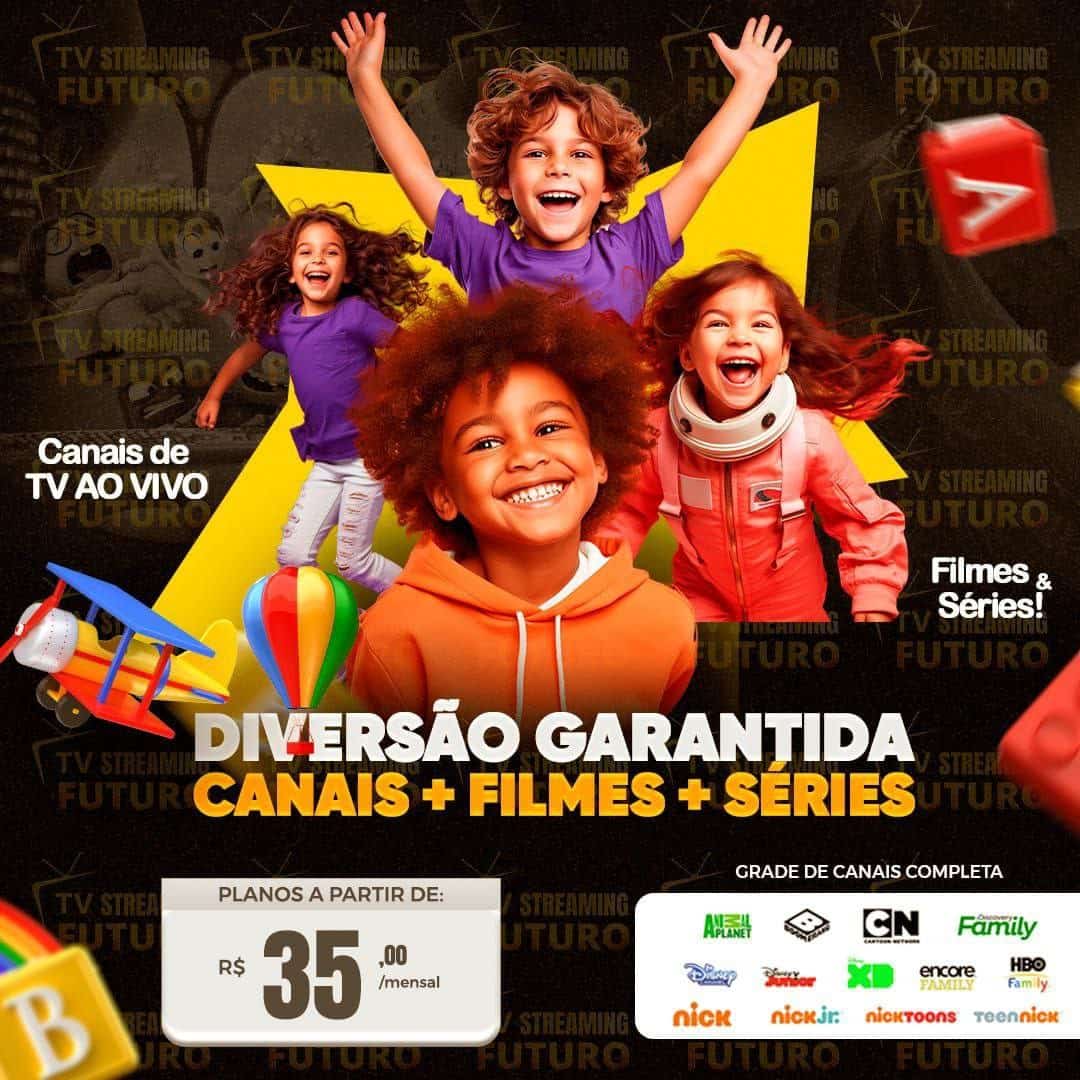 TV STREAMING
FUTURO
Canais de
TV AO VIVO
A
Filmes &
Séries!
DIVERSÃO GARANTIDA
CANAIS + FILMES + SÉRIES
PLANOS A PARTIR DE:
R$ 35,00
/mensal
B
GRADE DE CANAIS COMPLETA
ANIMAL PLANET
BOOMERANG
CN
CARTOON NETWORK
Discovery
Family
Disney
Disney Junior
Disney XD
encore
FAMILY
HBO
Family
nick
nick jr.
nicktoons
teennick